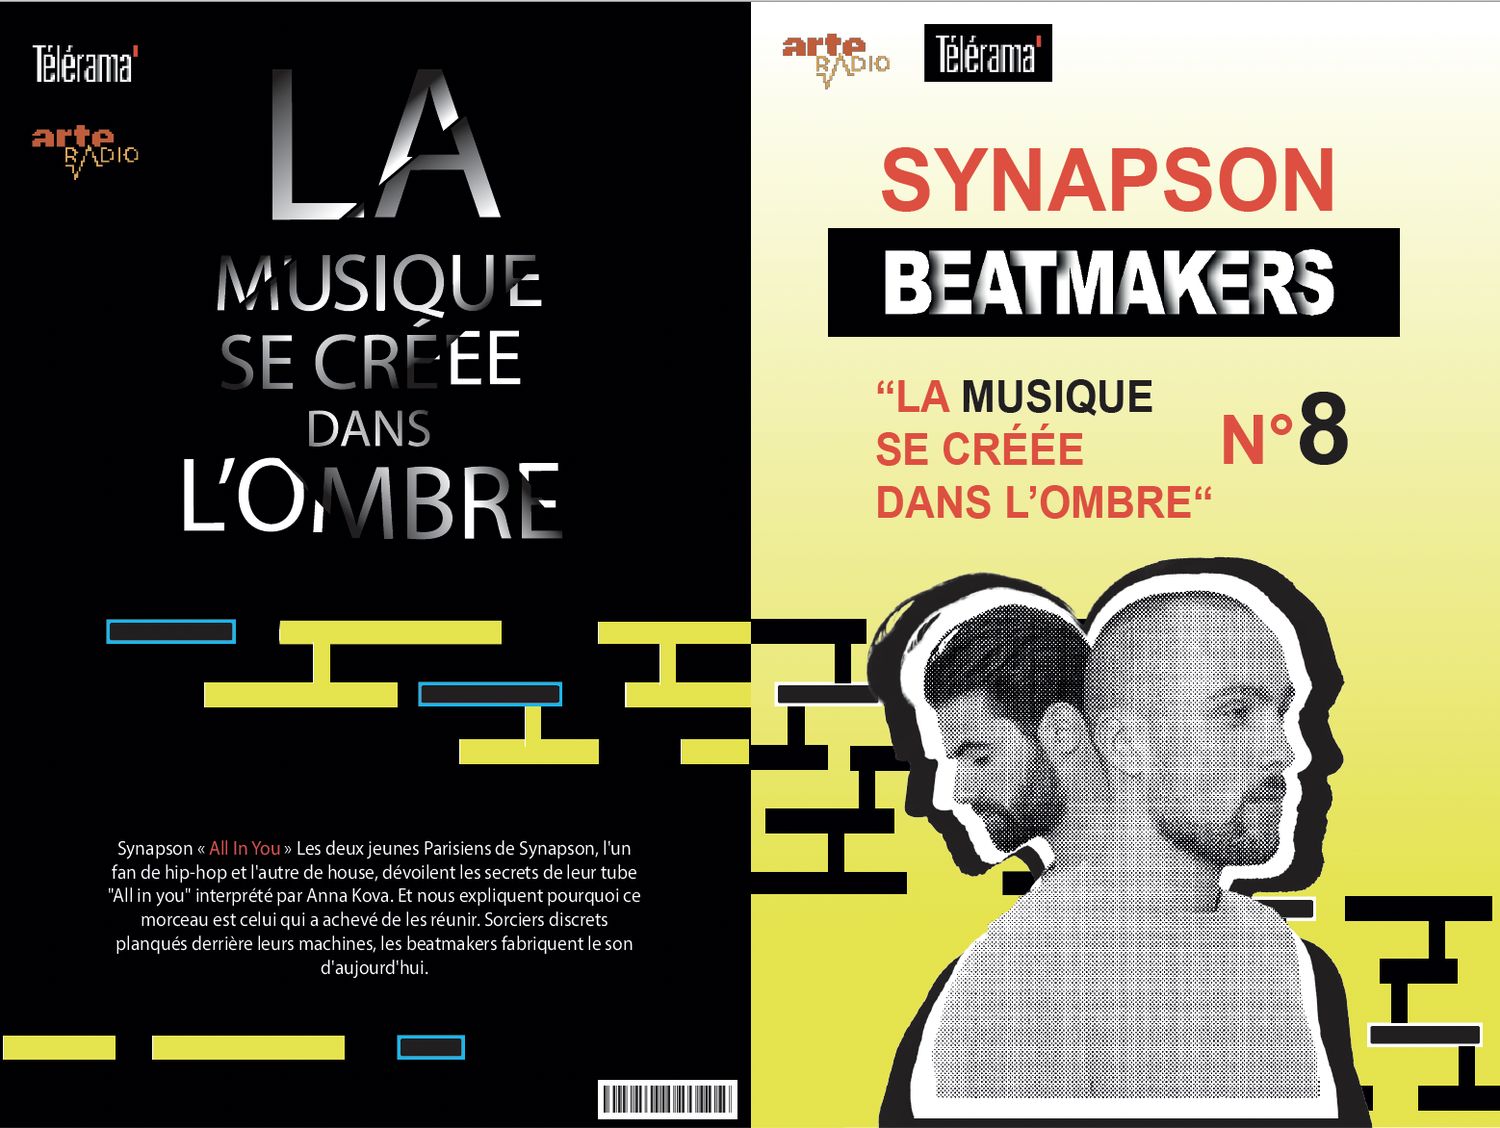 Télérama'
arte
RADIO
LA
MUSIQUE
SE CRÉEE
DANS
L'OMBRE
Synapson « All In You » Les deux jeunes Parisiens de Synapson, l'un
fan de hip-hop et l'autre de house, dévoilent les secrets de leur tube
"All in you" interprété par Anna Kova. Et nous expliquent pourquoi ce
morceau est celui qui a achevé de les réunir. Sorciers discrets
planqués derrière leurs machines, les beatmakers fabriquent le son
d'aujourd'hui.
arte
RADIO
Télérama'
SYNAPSON
BEATMAKERS
“LA MUSIQUE
SE CRÉÉE
DANS L’OMBRE“
N°8